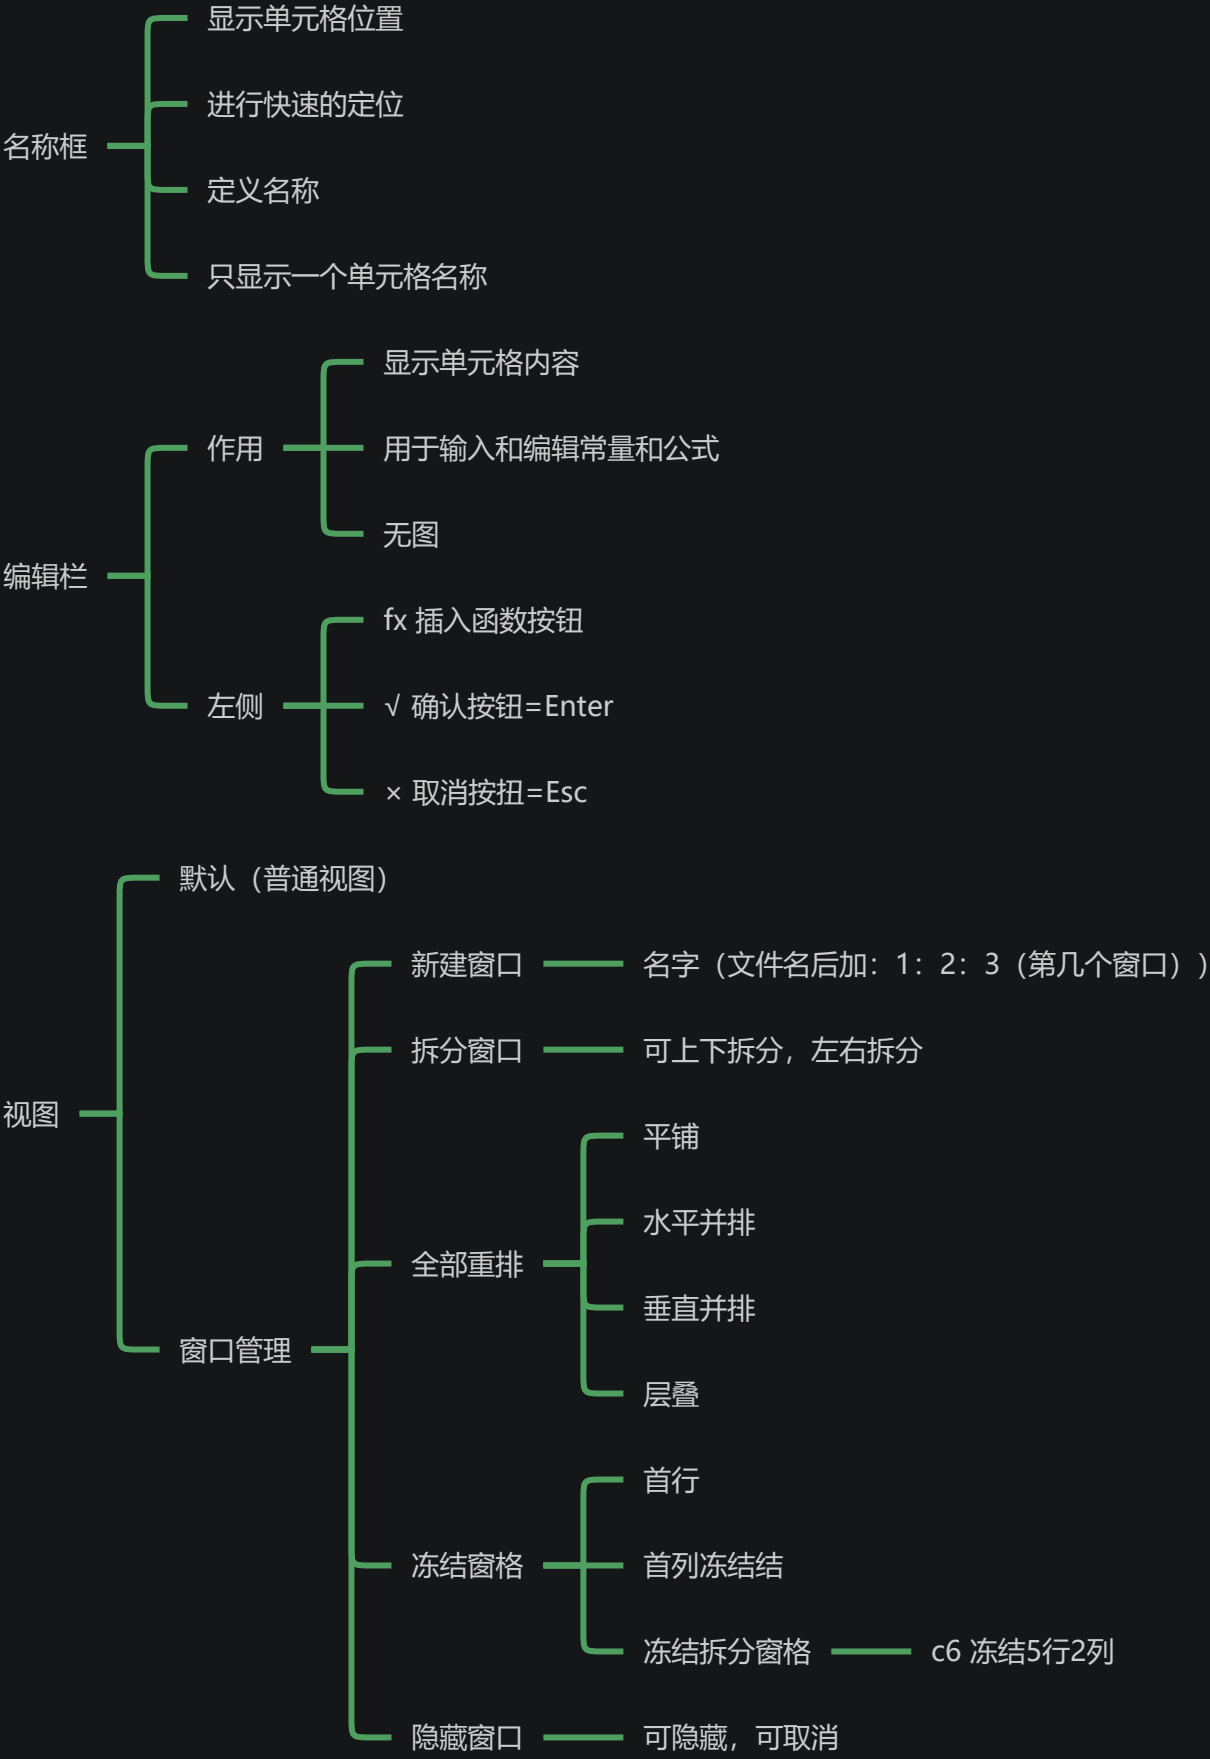 名称框
显示单元格位置
进行快速的定位
定义名称
只显示一个单元格名称
编辑栏
作用
显示单元格内容
用于输入和编辑常量和公式
无图
左侧
fx 插入函数按钮
√ 确认按钮=Enter
× 取消按扭=Esc
视图
默认（普通视图）
窗口管理
新建窗口
名字（文件名后加：1：2：3（第几个窗口））
拆分窗口
可上下拆分，左右拆分
全部重排
平铺
水平并排
垂直并排
层叠
冻结窗格
首行
首列冻结结
冻结拆分窗格
c6 冻结5行2列
隐藏窗口
可隐藏，可取消